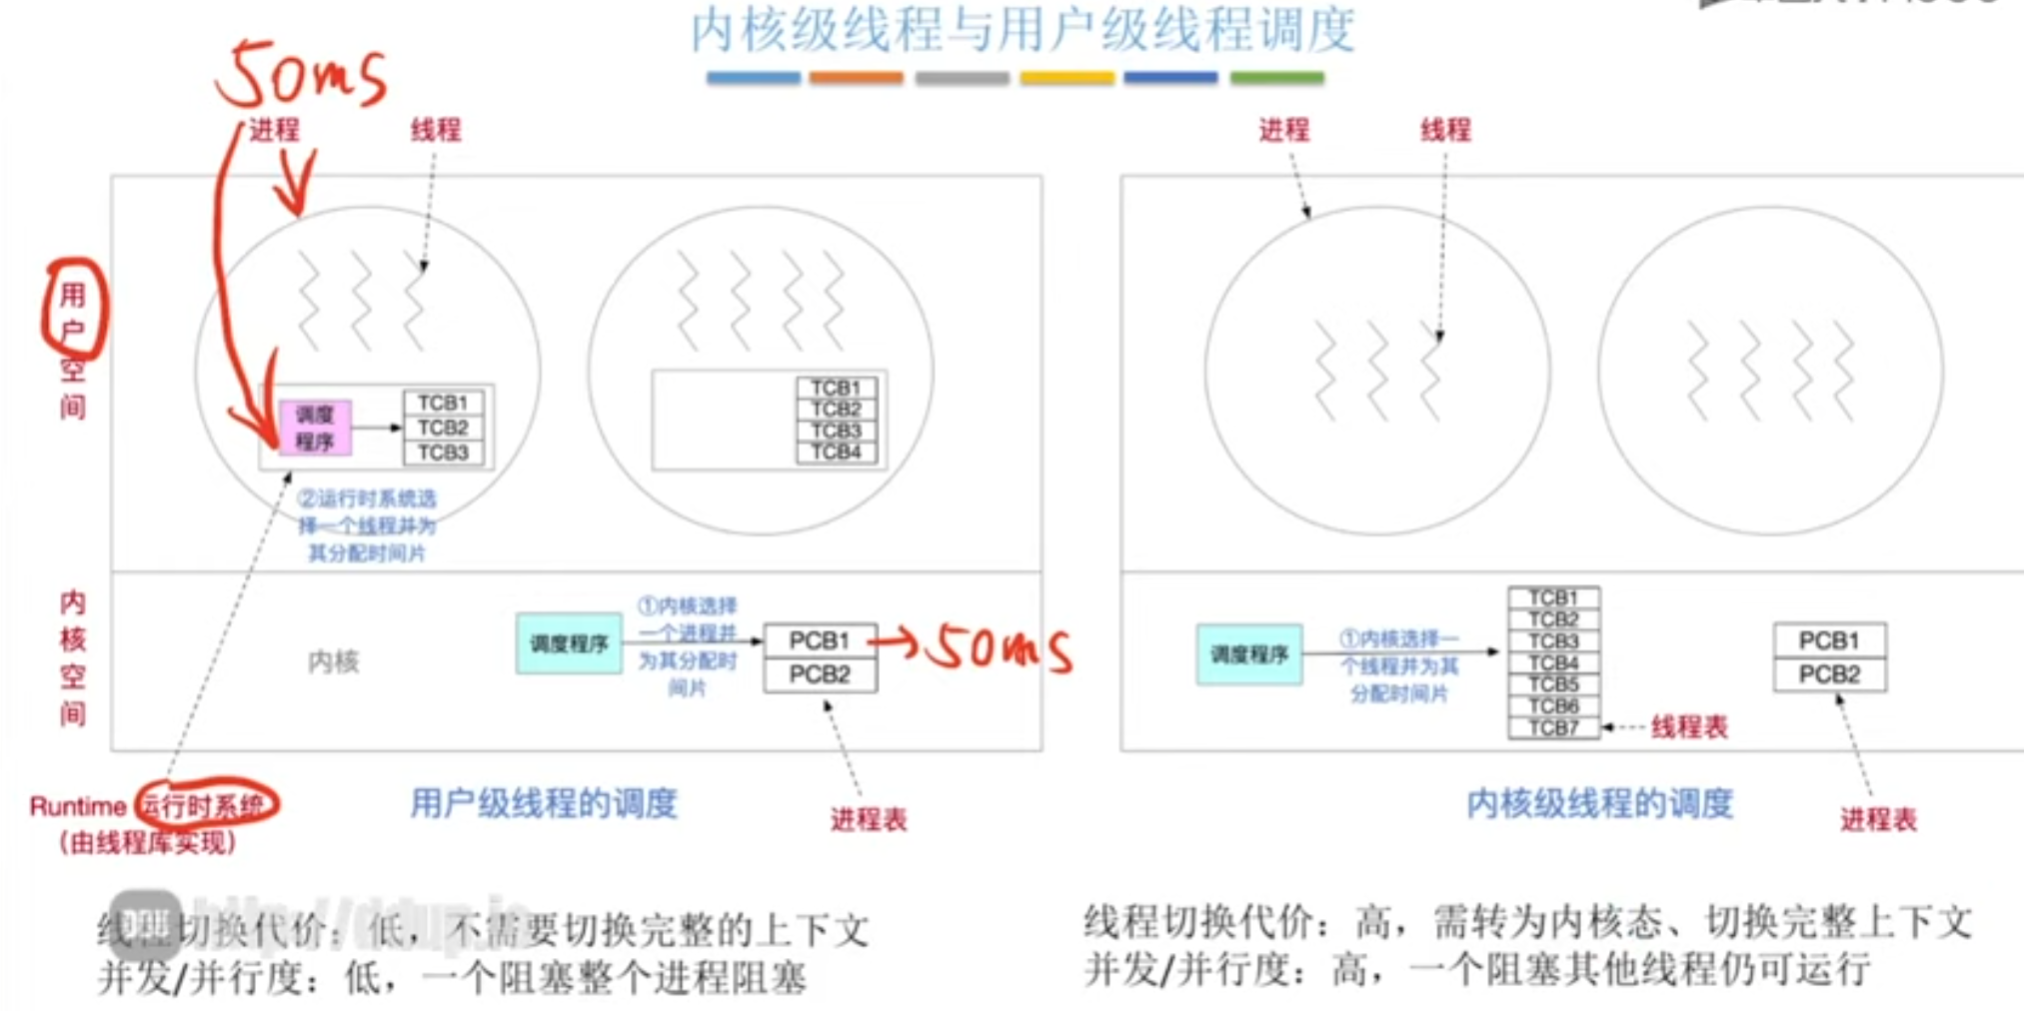 内核级线程与用户级线程调度
50ms
进程
线程
进程
线程
用户空间
调度程序
TCB1
TCB2
TCB3
②运行时系统选
择一个线程并为
其分配时间片
TCB1
TCB2
TCB3
TCB4
内核空间
内核
调度程序
①内核选择
一个进程并
为其分配时
间片
PCB1
PCB2
50ms
调度程序
①内核选择一
个线程并为其
分配时间片
TCB1
TCB2
TCB3
TCB4
TCB5
TCB6
TCB7
线程表
PCB1
PCB2
Runtime 运行时系统
（由线程库实现）
用户级线程的调度
进程表
内核级线程的调度
进程表
线程切换代价：低，不需要切换完整的上下文
并发/并行度：低，一个阻塞整个进程阻塞
线程切换代价：高，需转为内核态、切换完整上下文
并发/并行度：高，一个阻塞其他线程仍可运行